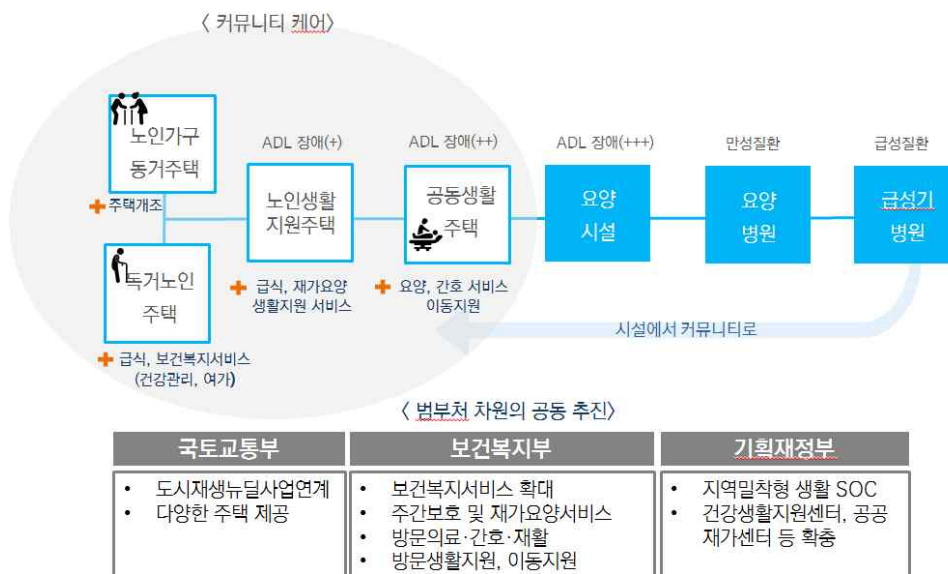 〈 커뮤니티 케어〉
노인가구
동거주택
주택개조
독거노인
주택
급식, 보건복지서비스
(건강관리, 여가)
ADL 장애(+)
노인생활
지원주택
급식, 재가요양
생활지원 서비스
ADL 장애(++)
공동생활
주택
요양, 간호 서비스
이동지원
ADL 장애(+++)
요양
시설
만성질환
요양
병원
급성질환
급성기
병원
시설에서 커뮤니티로
〈 범부처 차원의 공동 추진〉
국토교통부
• 도시재생뉴딜사업연계
• 다양한 주택 제공
보건복지부
• 보건복지서비스 확대
• 주간보호 및 재가요양서비스
• 방문의료·간호·재활
• 방문생활지원, 이동지원
기획재정부
• 지역밀착형 생활 SOC
• 건강생활지원센터, 공공
재가센터 등 확충